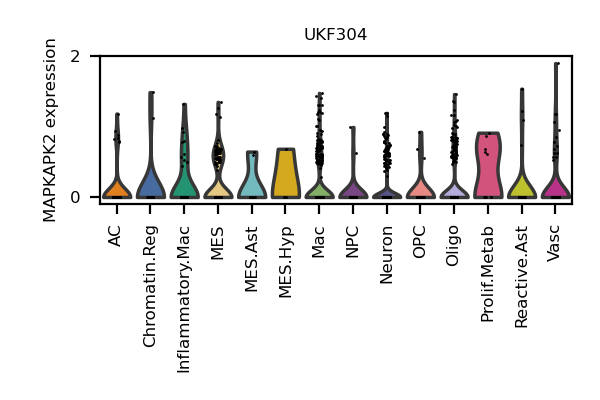 UKF304
MAPKAPK2 expression
2
0
AC
Chromatin.Reg
Inflammatory.Mac
MES
MES.Ast
MES.Hyp
Mac
NPC
Neuron
OPC
Oligo
Prolif.Metab
Reactive.Ast
Vasc